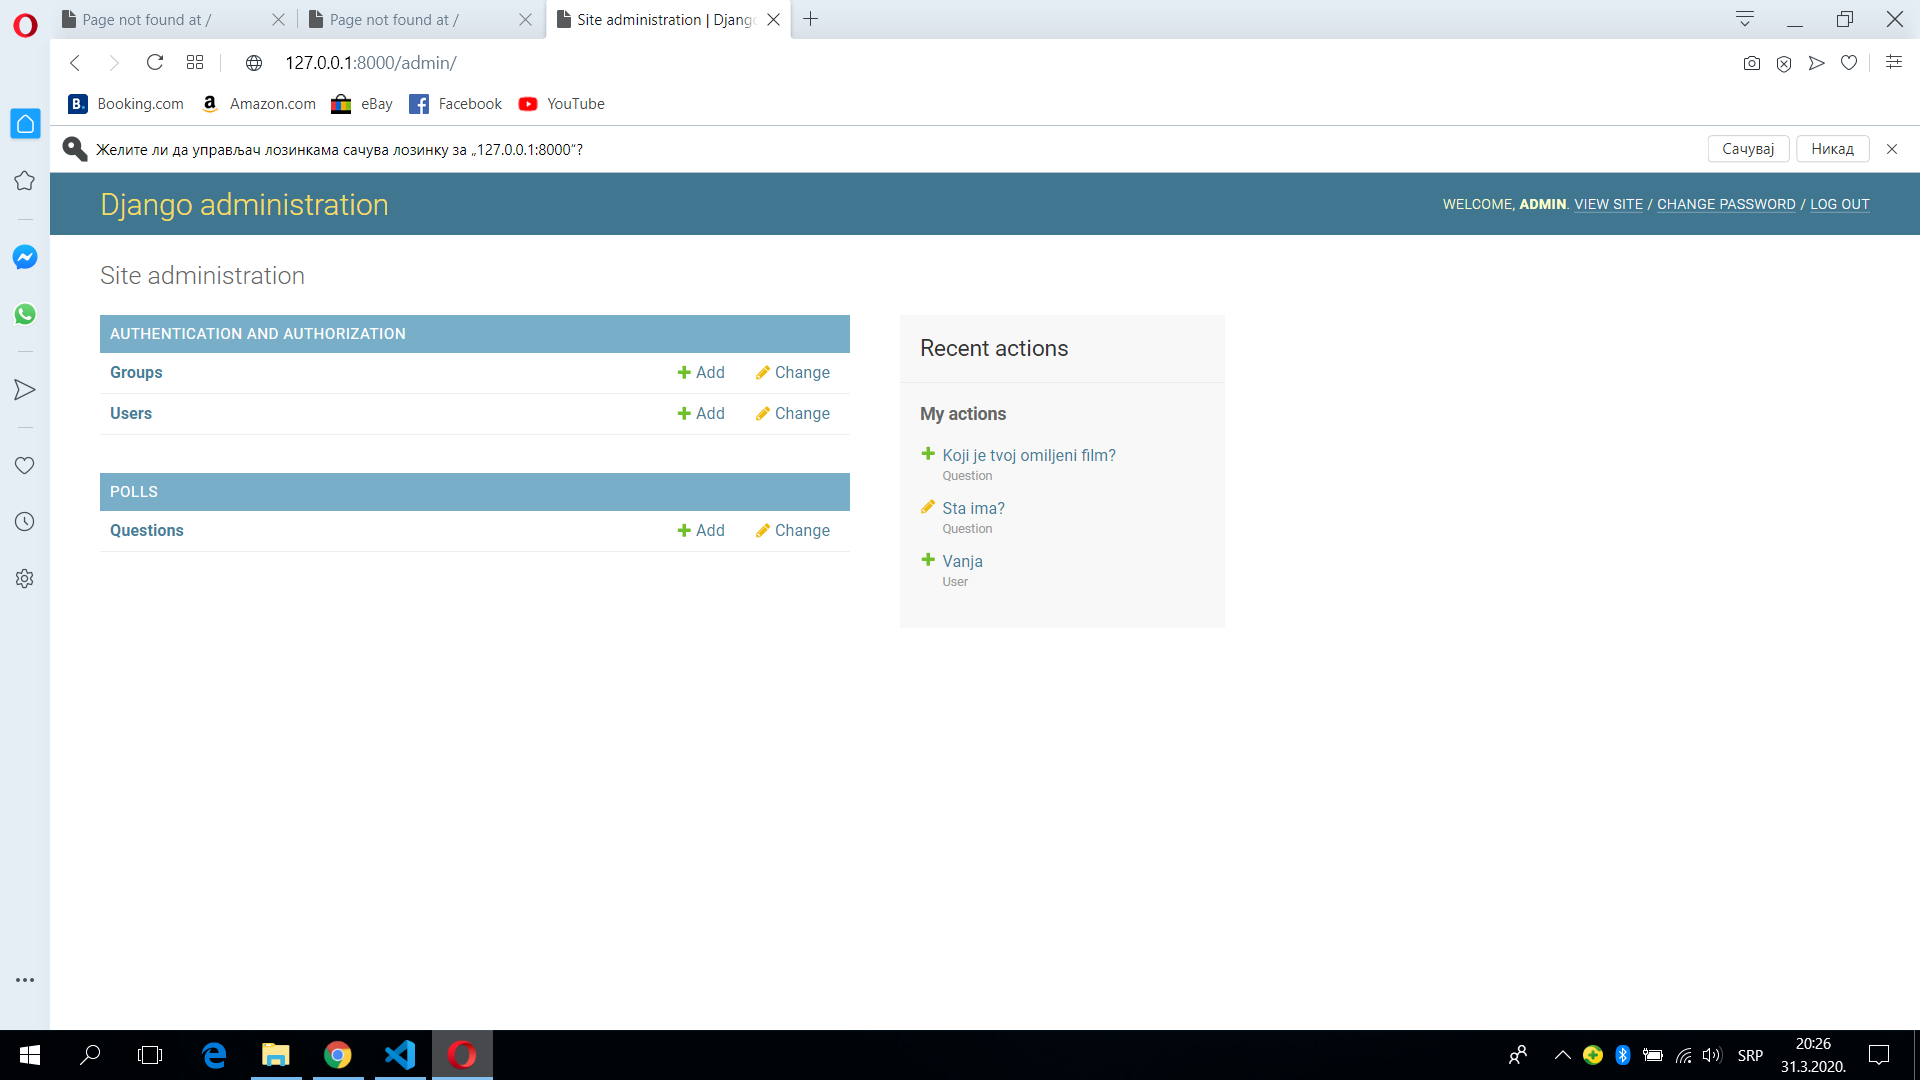 Page not found at /
Page not found at /
Site administration | Djang
127.0.0.1:8000/admin/
B. Booking.com
a Amazon.com
eBay
Facebook
YouTube
Желите ли да управљач лозинкама сачува лозинку за „127.0.0.1:8000“?
Сачувај
Никад
Django administration
WELCOME, ADMIN. VIEW SITE / CHANGE PASSWORD / LOG OUT
Site administration
AUTHENTICATION AND AUTHORIZATION
Groups Add Change
Users Add Change
POLLS
Questions Add Change
Recent actions
My actions
Koji je tvoj omiljeni film?
Question
Sta ima?
Question
Vanja
User
SRP
20:26
31.3.2020.